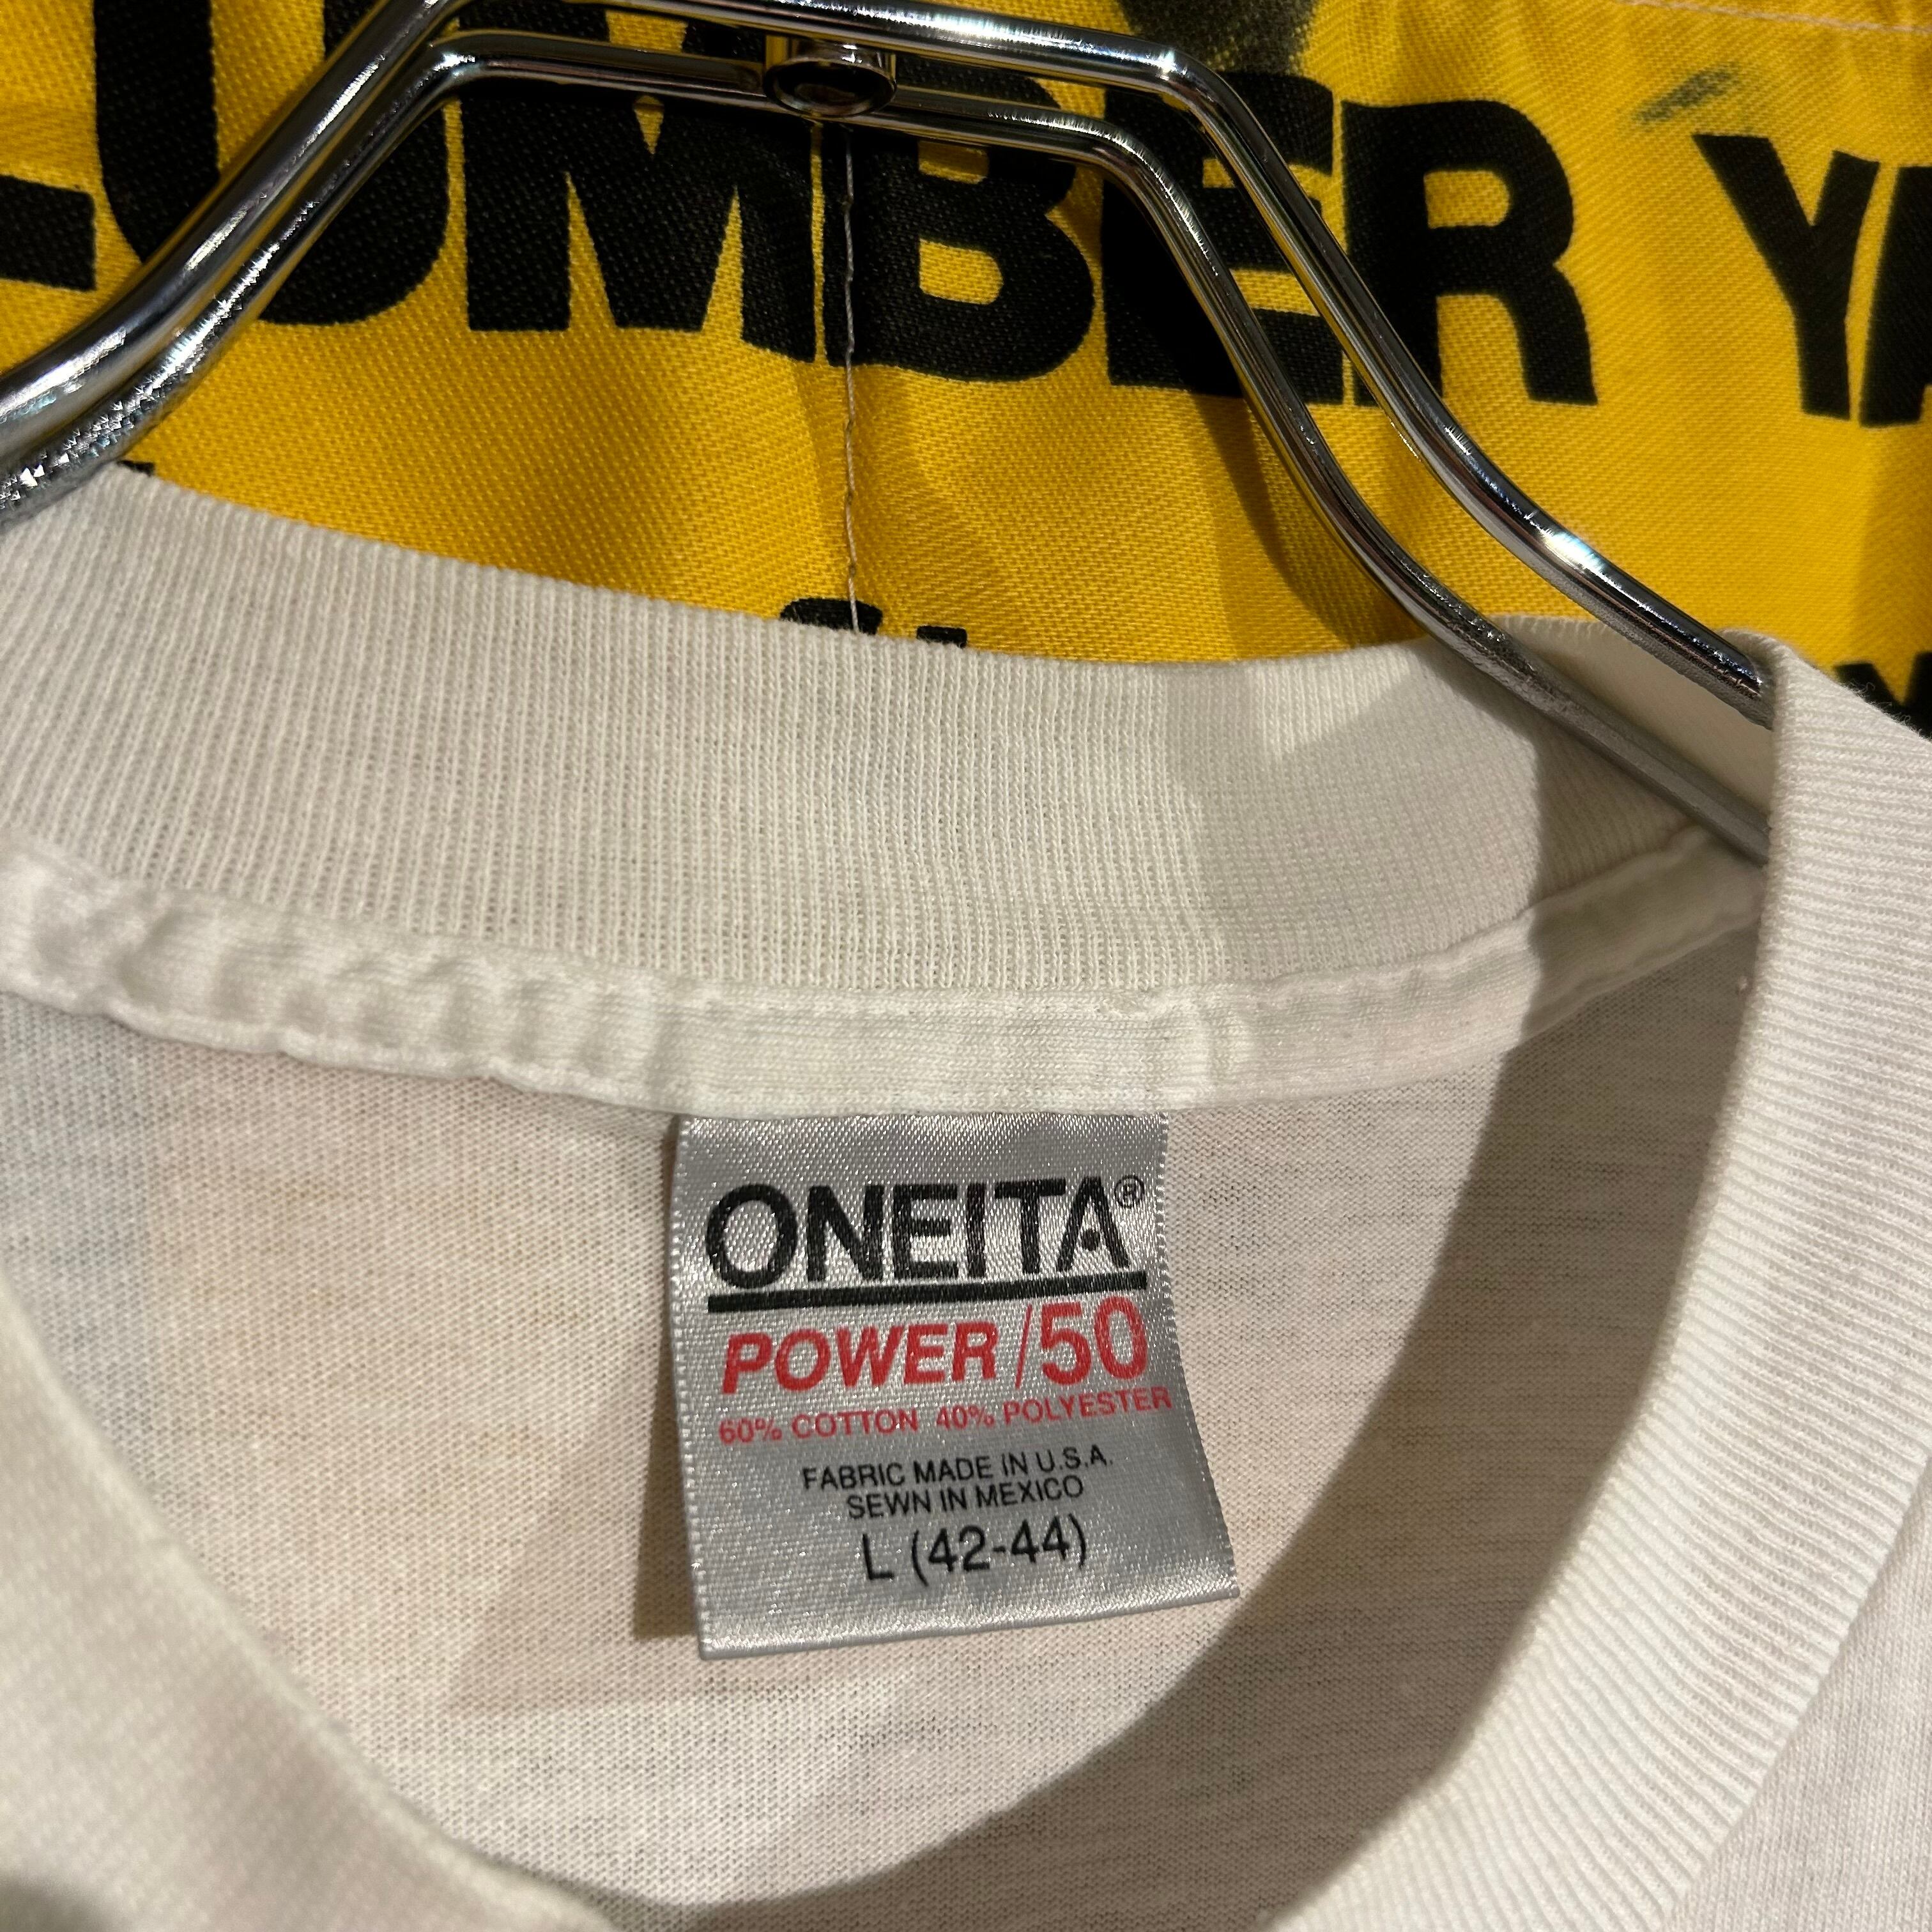 LUMBER
ONEITA®
POWER/50
60% COTTON 40% POLYESTER
FABRIC MADE IN U.S.A.
SEWN IN MEXICO
L (42-44)